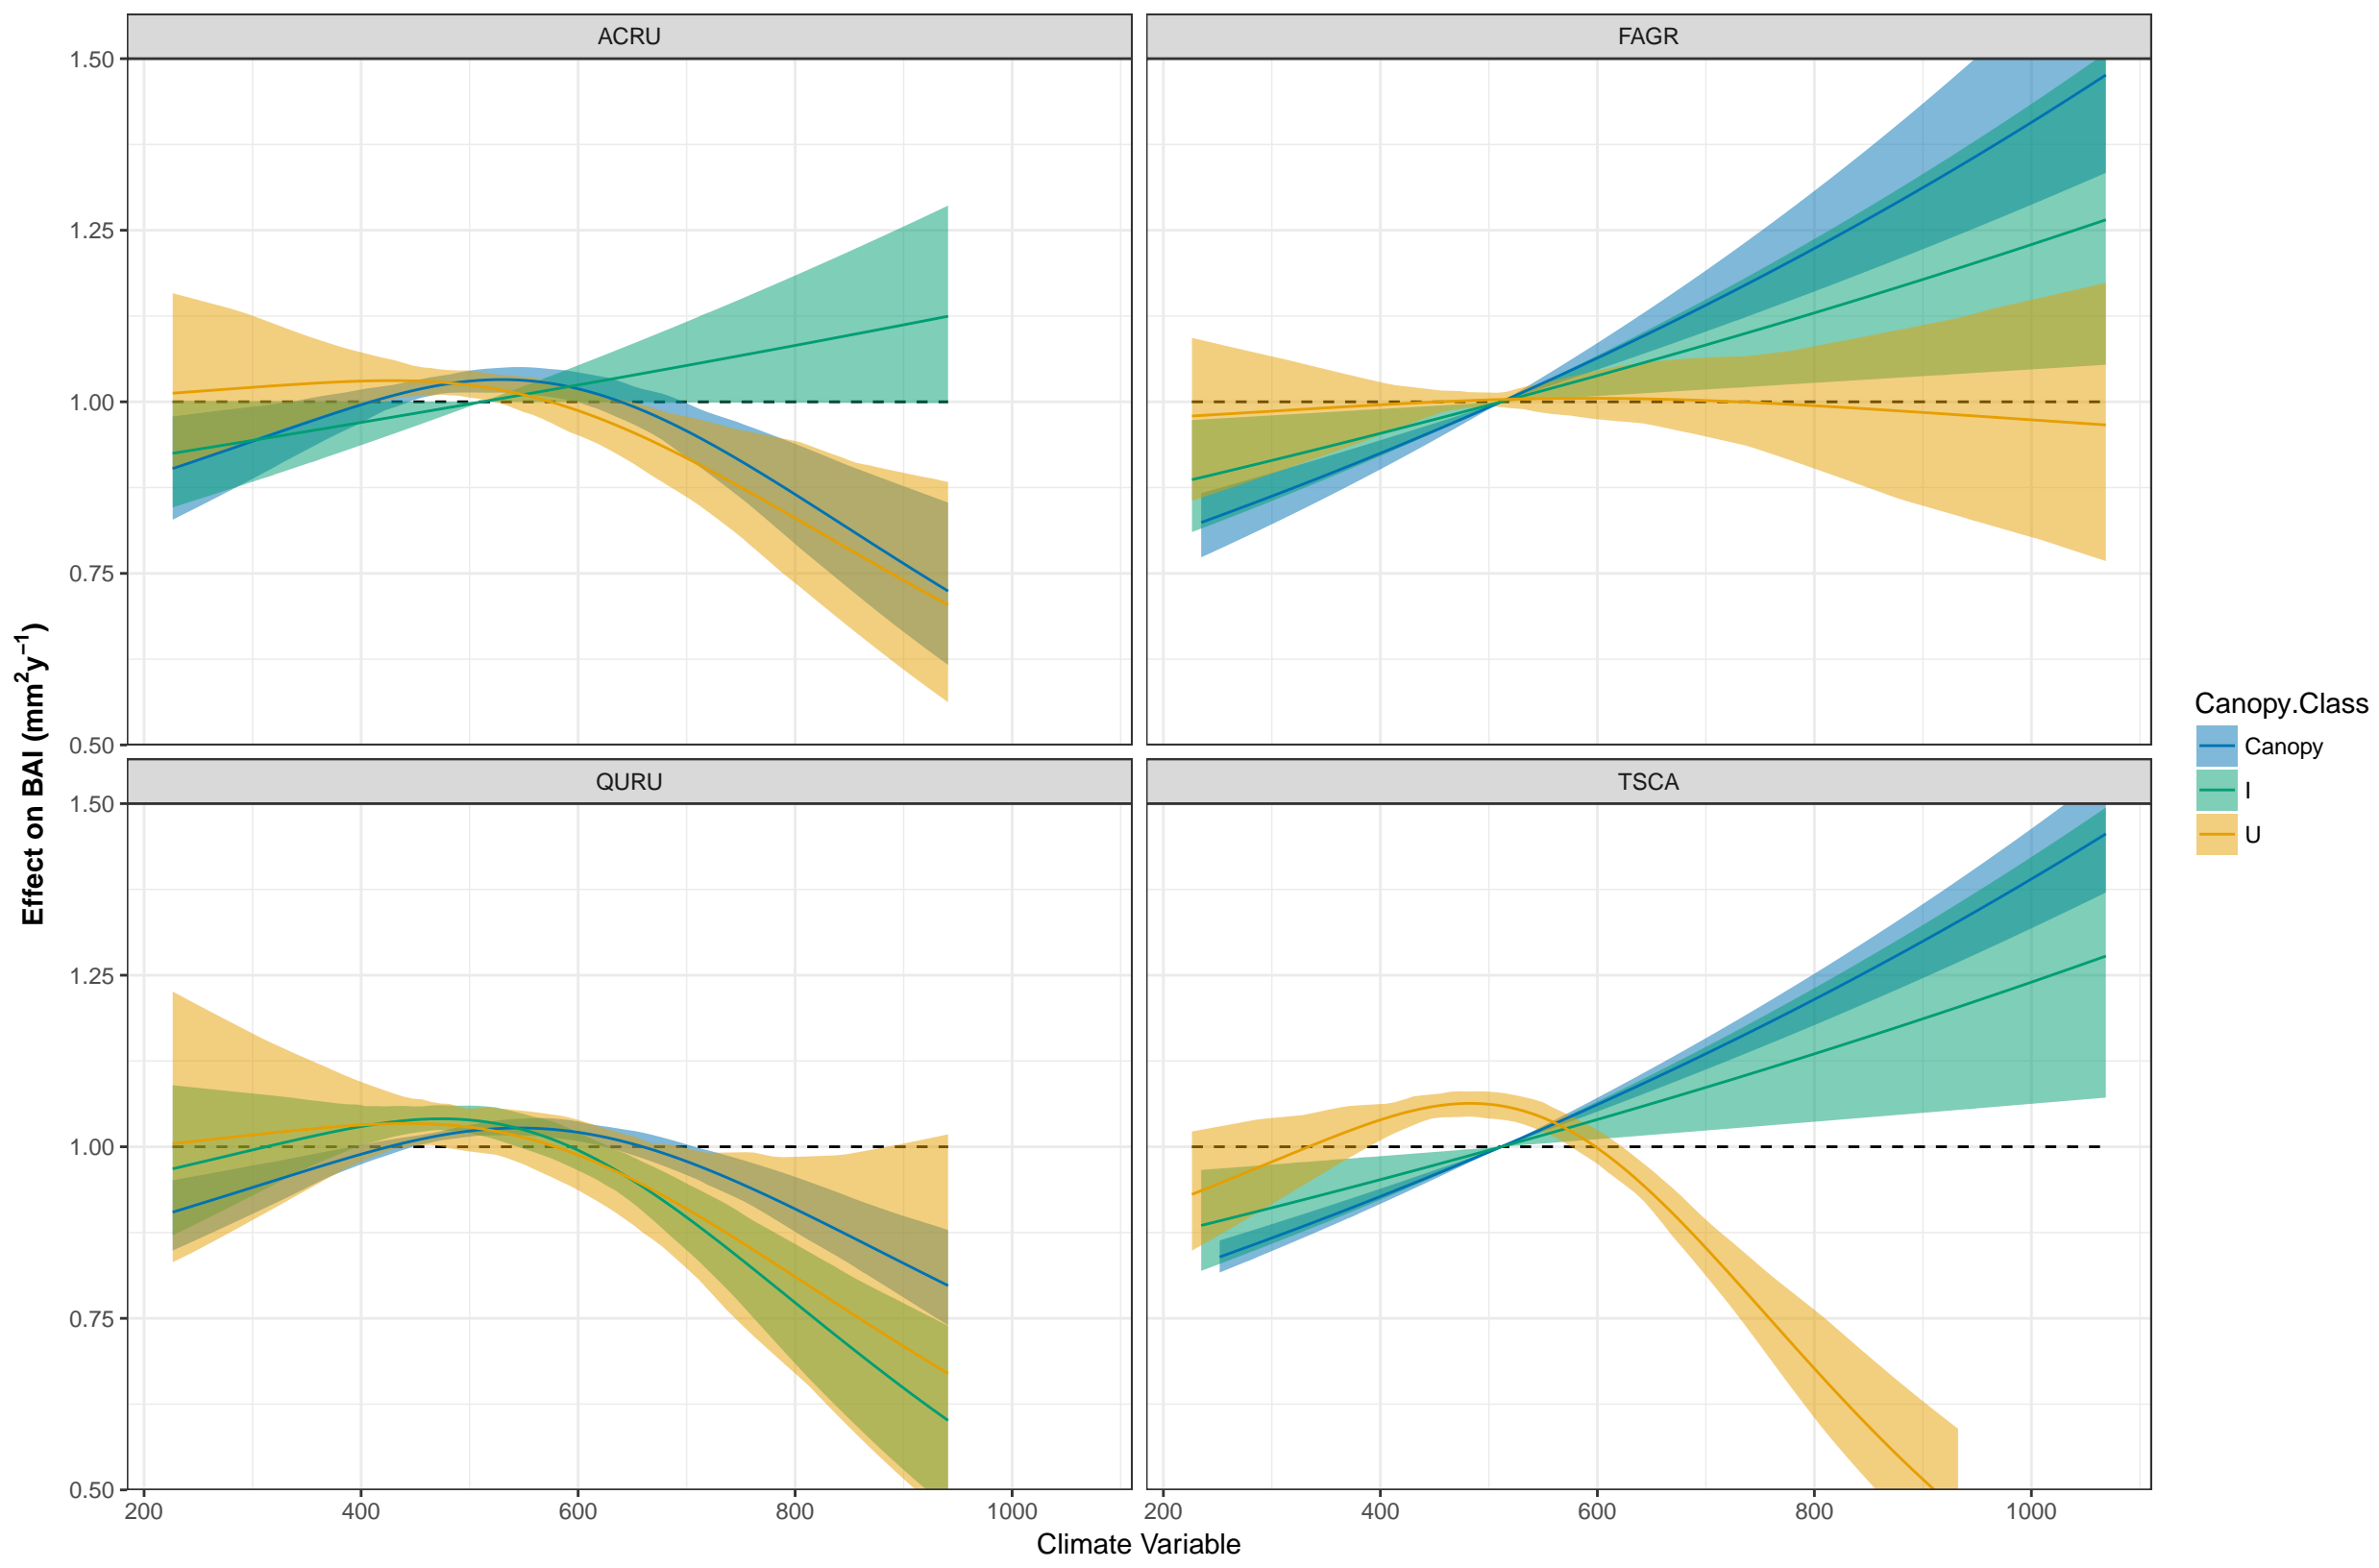 ACRU
FAGR
1.50
1.25
1.00
0.75
0.50
QURU
TSCA
1.50
1.25
1.00
0.75
0.50
200 400 600 800 1000
200 400 600 800 1000
Climate Variable
Effect on BAI (mm²y⁻¹)
Canopy.Class
Canopy
I
U